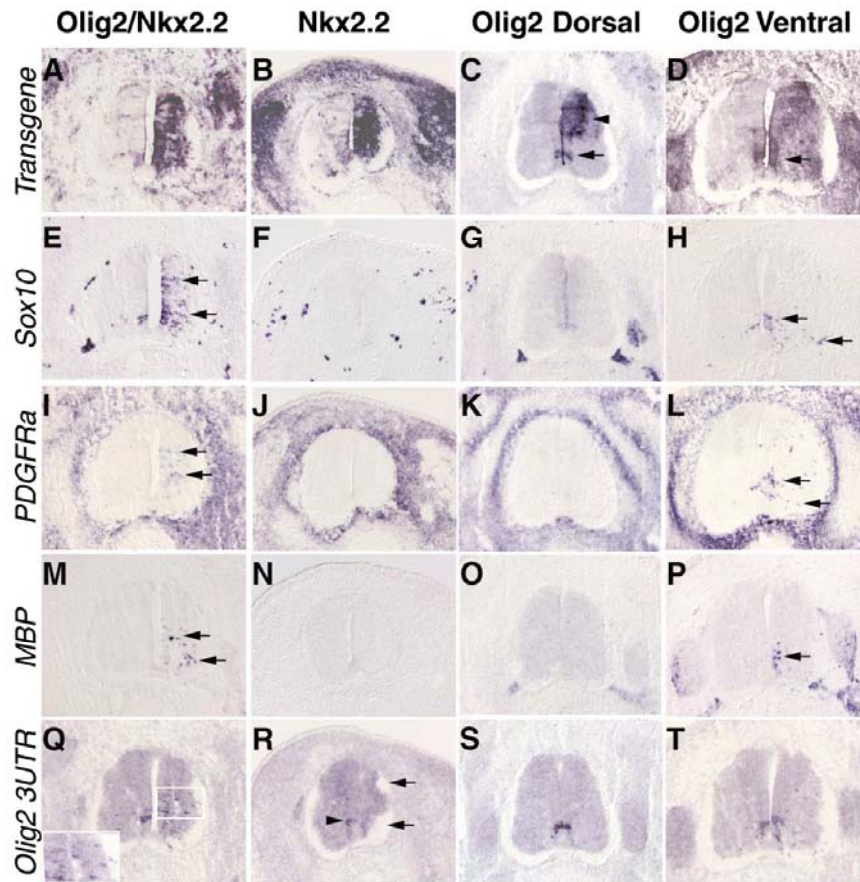 Olig2/Nkx2.2 Nkx2.2 Olig2 Dorsal Olig2 Ventral
Transgene A B C D
Sox10 E F G H
PDGFRa I J K L
MBP M N O P
Olig2 3UTR Q R S T